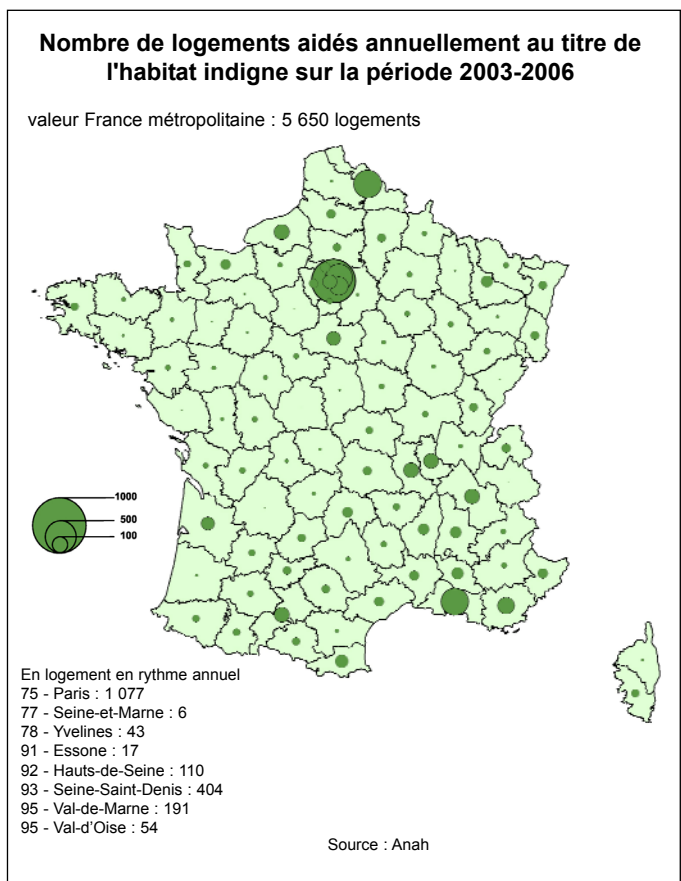 Nombre de logements aidés annuellement au titre de
l'habitat indigne sur la période 2003-2006
valeur France métropolitaine : 5 650 logements
1000
500
100
En logement en rythme annuel
75 - Paris : 1 077
77 - Seine-et-Marne : 6
78 - Yvelines : 43
91 - Essone : 17
92 - Hauts-de-Seine : 110
93 - Seine-Saint-Denis : 404
95 - Val-de-Marne : 191
95 - Val-d’Oise : 54
Source : Anah